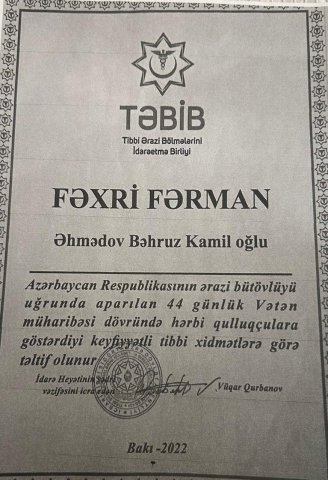 TƏBİB
Tibbi Ərazi Bölmələrini
İdarəetmə Birliyi
FƏXRİ FƏRMAN
Əhmədov Bəhruz Kamil oğlu
Azərbaycan Respulikasının ərazi bütövlüyü
uğrunda aparılan 44 günlük Vətən
müharibəsi dövründə hərbi qulluqçulara
göstərdiyi keyfiyyətli tibbi xidmətlərə görə
təltif olunur
İdarə Heyətinin Sədri
vəzifəsini icra edən
Vüqar Qurbanov
Bakı -2022